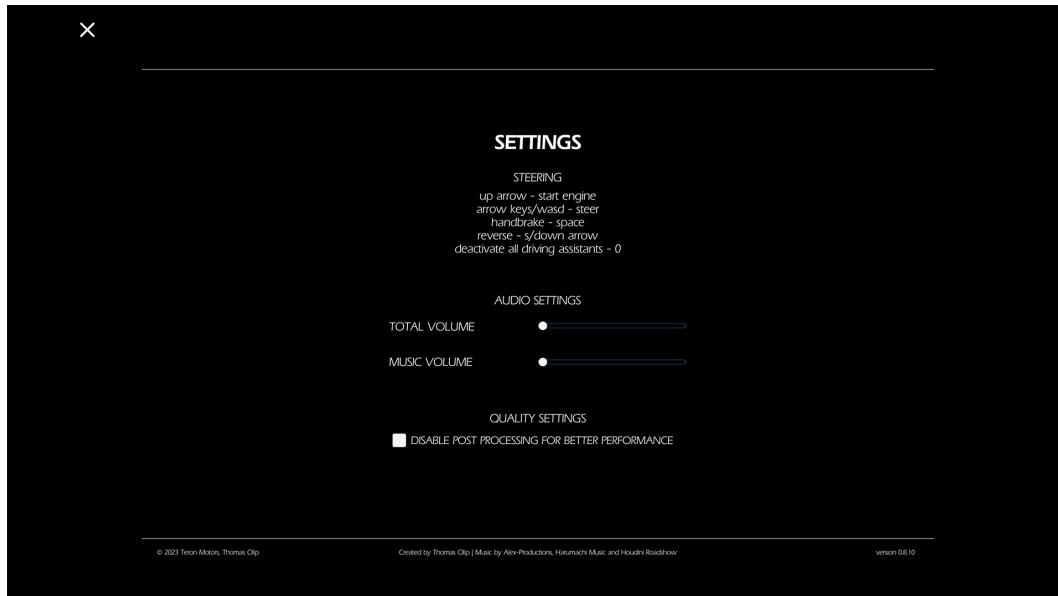 SETTINGS
STEERING
up arrow - start engine
arrow keys/wasd - steer
handbrake - space
reverse - s/down arrow
deactivate all driving assistants - 0
AUDIO SETTINGS
TOTAL VOLUME
MUSIC VOLUME
QUALITY SETTINGS
DISABLE POST PROCESSING FOR BETTER PERFORMANCE
© 2023 Teron Motors, Thomas Olip
Created by Thomas Olip | Music by Alex-Productions, Harumachi Music and Houdini Roadshow
version 0.8.10